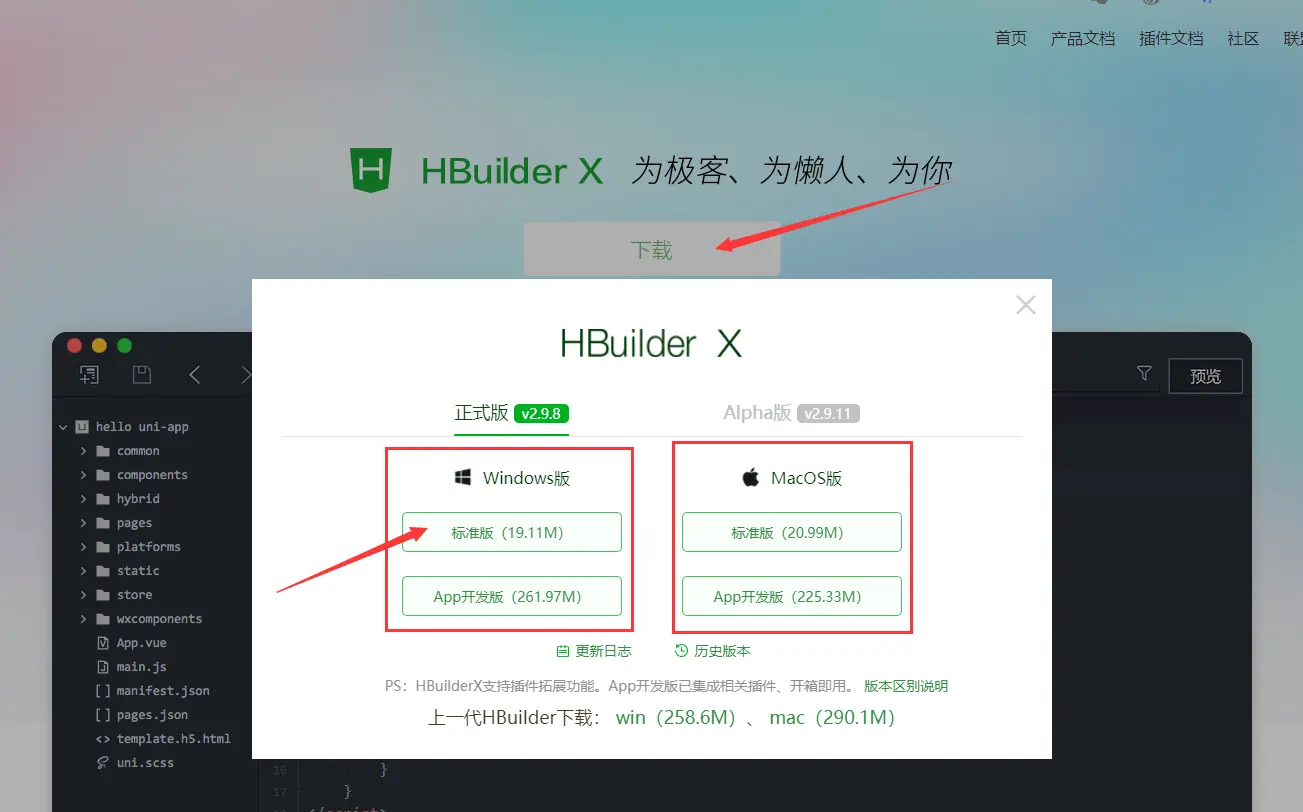 首页 产品文档 插件文档 社区
HBuilder X 为极客、为懒人、为你
下载
HBuilder X
正式版 v2.9.8 Alpha版 v2.9.11
Windows版 MacOS版
标准版（19.11M） 标准版（20.99M）
App开发版（261.97M） App开发版（225.33M）
更新日志 历史版本
PS：HBuilderX支持插件拓展功能。App开发版已集成相关插件、开箱即用。 版本区别说明
上一代HBuilder下载： win（258.6M） 、 mac（290.1M）
预览
hello uni-app
common
components
hybrid
pages
platforms
static
store
wxcomponents
App.vue
main.js
[ ] manifest.json
[ ] pages.json
<> template.h5.html
uni.scss
16 }
17 }